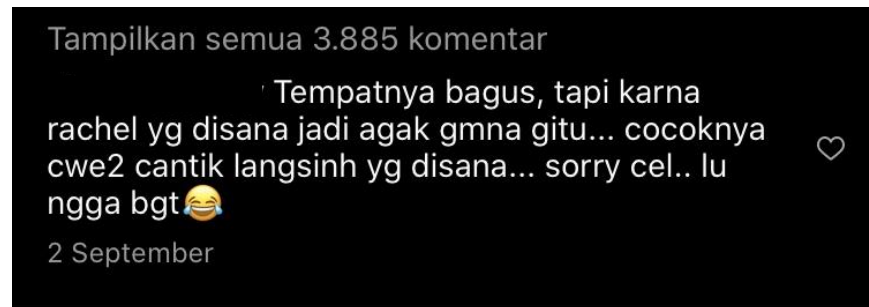 Tampilkan semua 3.885 komentar
Tempatnya bagus, tapi karna
rachel yg disana jadi agak gmna gitu... cocoknya
cwe2 cantik langsinh yg disana... sorry cel.. lu
ngga bgt😂
2 September